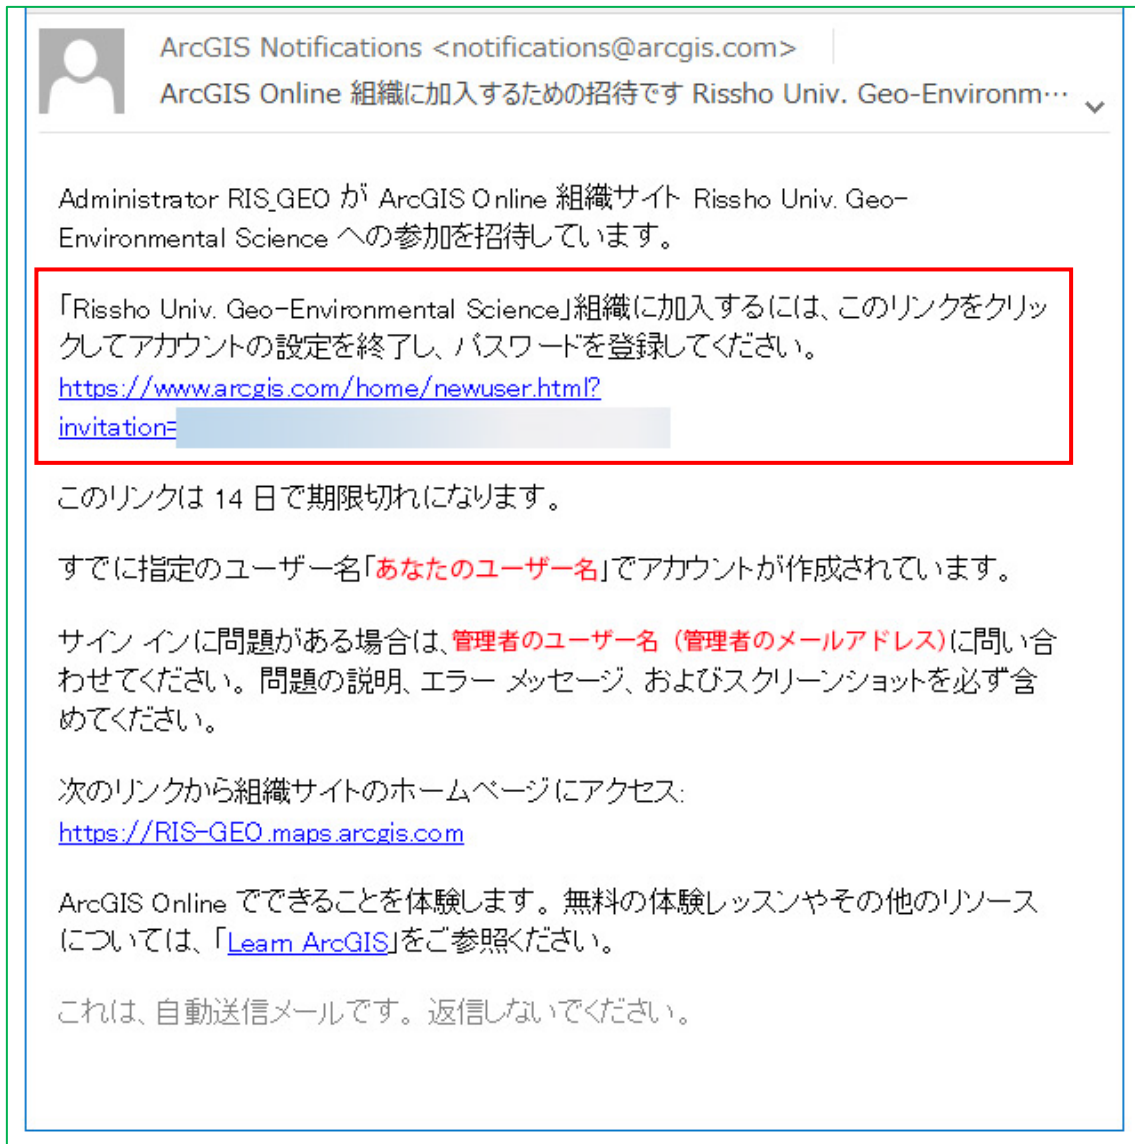 ArcGIS Notifications <notifications@arcgis.com>
ArcGIS Online 組織に加入するための招待です Rissho Univ. Geo-Environm…
Administrator RIS_GEO が ArcGIS Online 組織サイト Rissho Univ. Geo-
Environmental Science への参加を招待しています。
「Rissho Univ. Geo-Environmental Science」組織に加入するには、このリンクをクリッ
クしてアカウントの設定を終了し、パスワードを登録してください。
https://www.arcgis.com/home/newuser.html?
invitation=
このリンクは 14 日で期限切れになります。
すでに指定のユーザー名「あなたのユーザー名」でアカウントが作成されています。
サイン インに問題がある場合は、管理者のユーザー名（管理者のメールアドレス）に問い合
わせてください。問題の説明、エラー メッセージ、およびスクリーンショットを必ず含
めてください。
次のリンクから組織サイトのホームページにアクセス:
https://RIS-GEO.maps.arcgis.com
ArcGIS Online でできることを体験します。無料の体験レッスンやその他のリソース
については、「Learn ArcGIS」をご参照ください。
これは、自動送信メールです。返信しないでください。